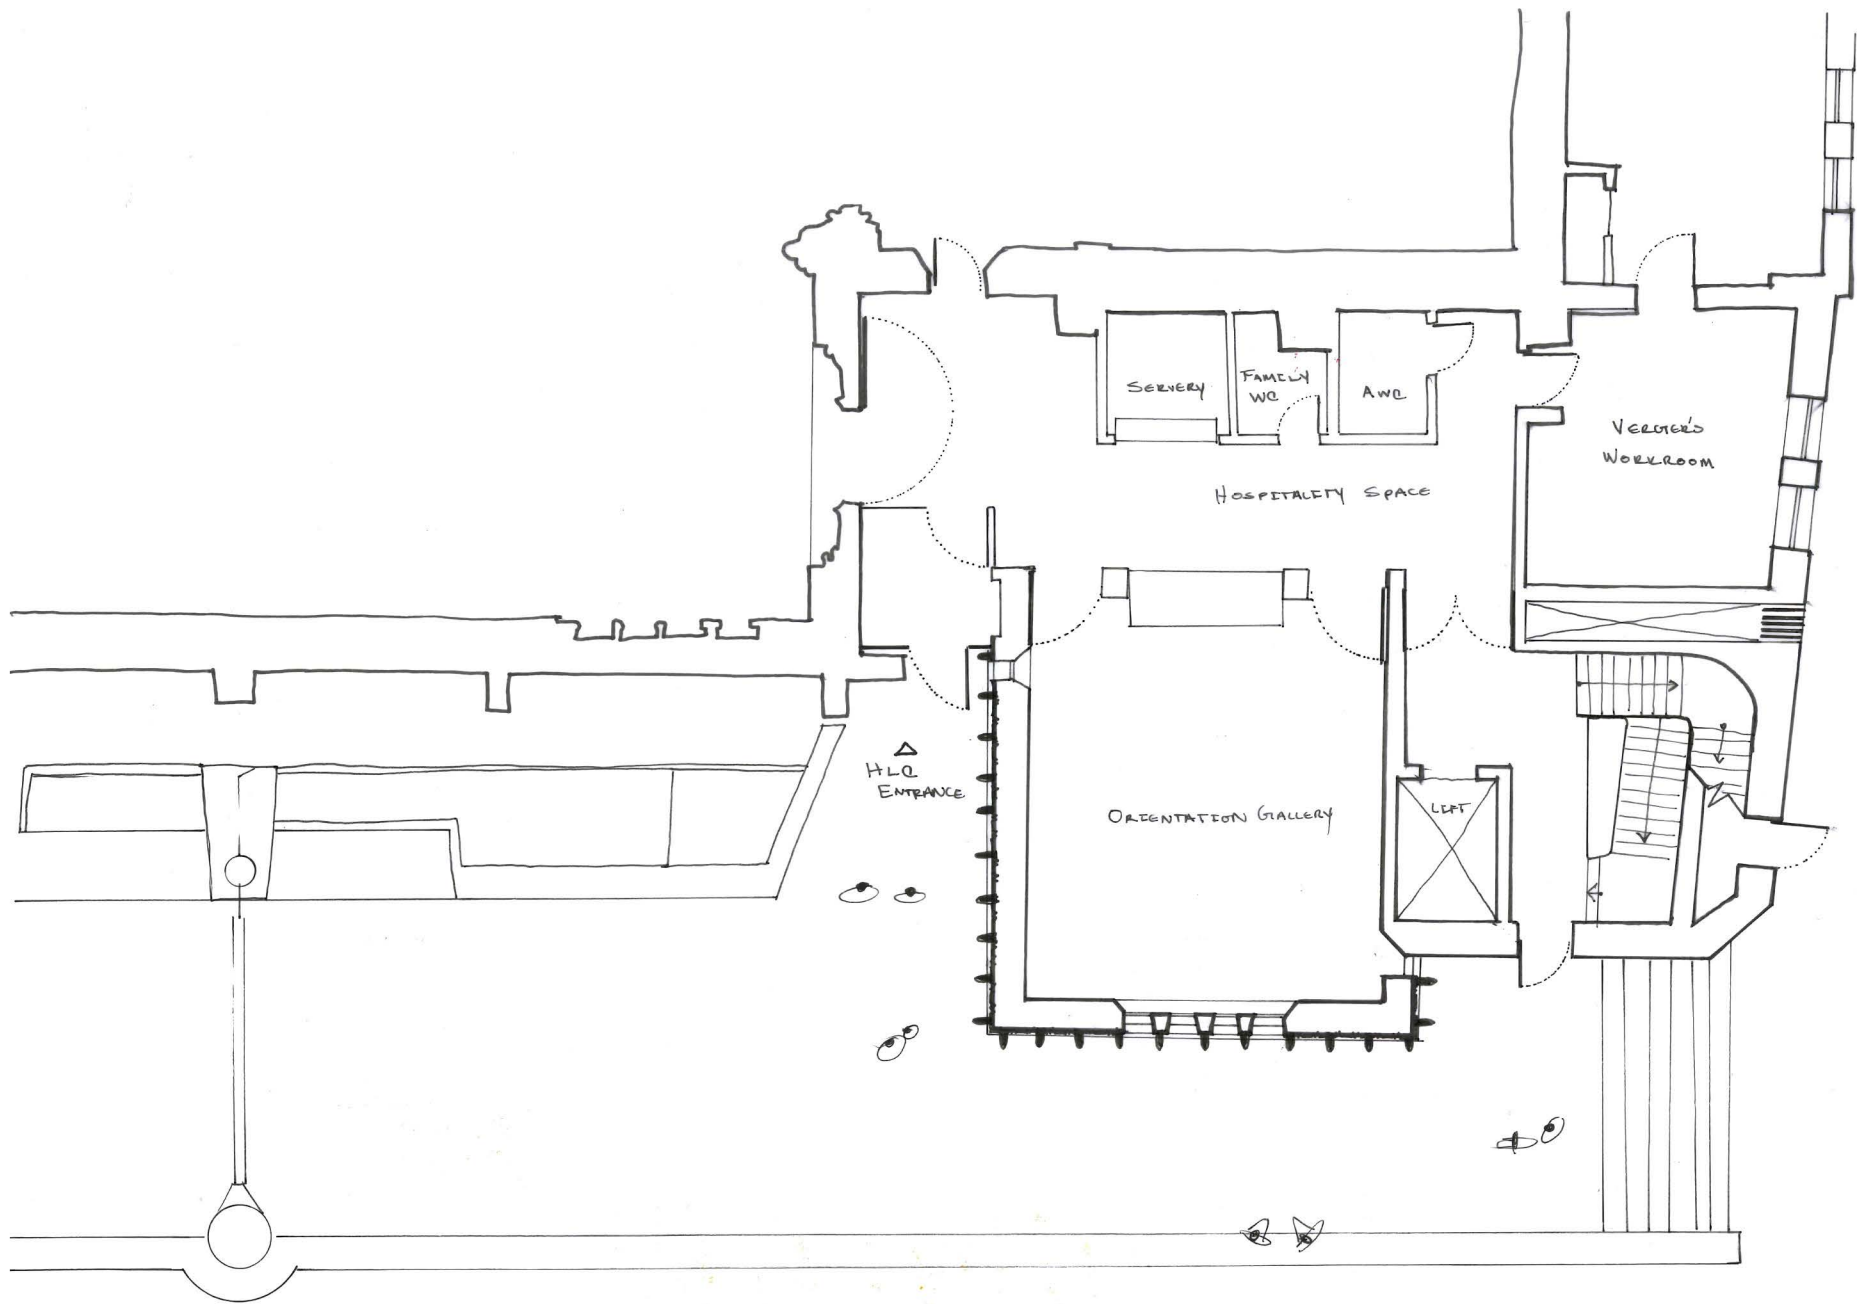 SERVERY
FAMILY
WC
AWC
VERGER'S
WORKROOM
HOSPITALITY SPACE
HLC
ENTRANCE
ORIENTATION GALLERY
LIFT